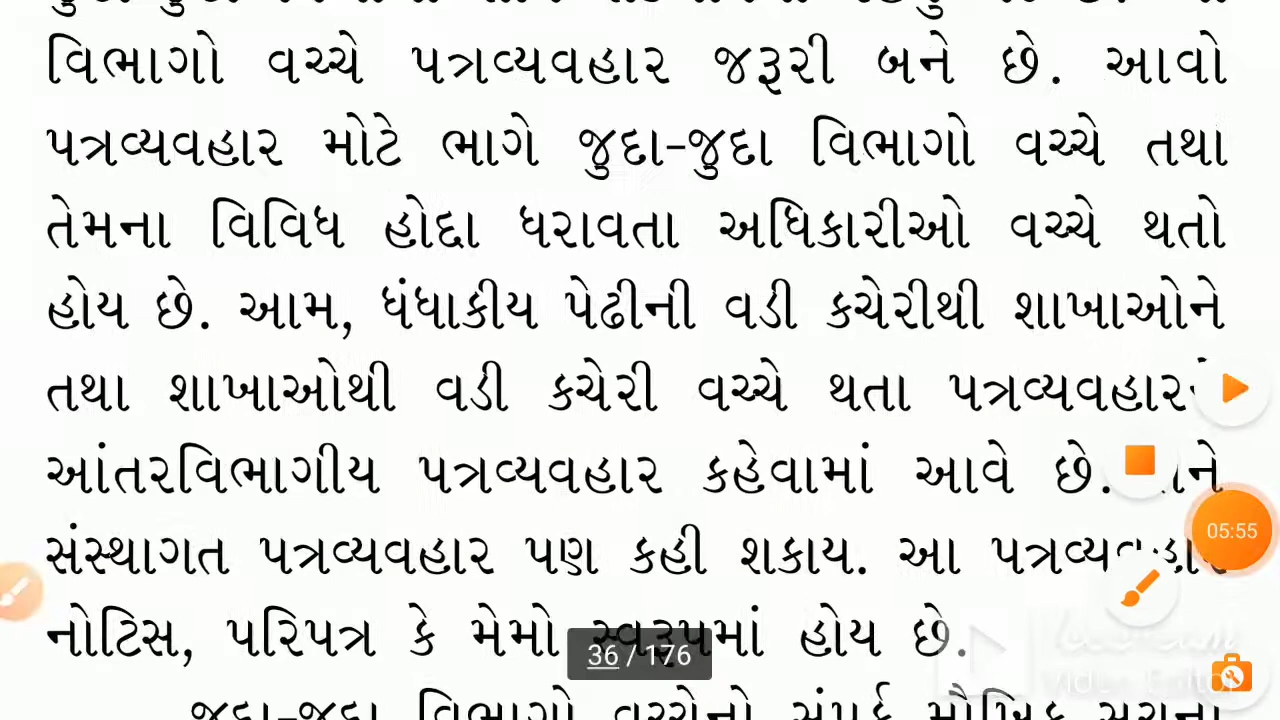 વિભાગો વચ્ચે પત્રવ્યવહાર જરૂરી બને છે. આવો
પત્રવ્યવહાર મોટે ભાગે જુદા-જુદા વિભાગો વચ્ચે તથા
તેમના વિવિધ હોદ્દા ધરાવતા અધિકારીઓ વચ્ચે થતો
હોય છે. આમ, ધંધાકીય પેઢીની વડી કચેરીથી શાખાઓને
તથા શાખાઓથી વડી કચેરી વચ્ચે થતા
આંતરવિભાગીય પત્રવ્યવહાર કહેવામાં આવે છે.
05:55
સંસ્થાગત પત્રવ્યવહાર પણ કહી શકાય. આ પત્રવ્યવહાર
નોટિસ, પરિપત્ર કે મેમો સ્વરૂપમાં હોય છે.
36 / 176
જુદા-જુદા વિભાગો વચ્ચેનો સંપર્ક મૌખિક